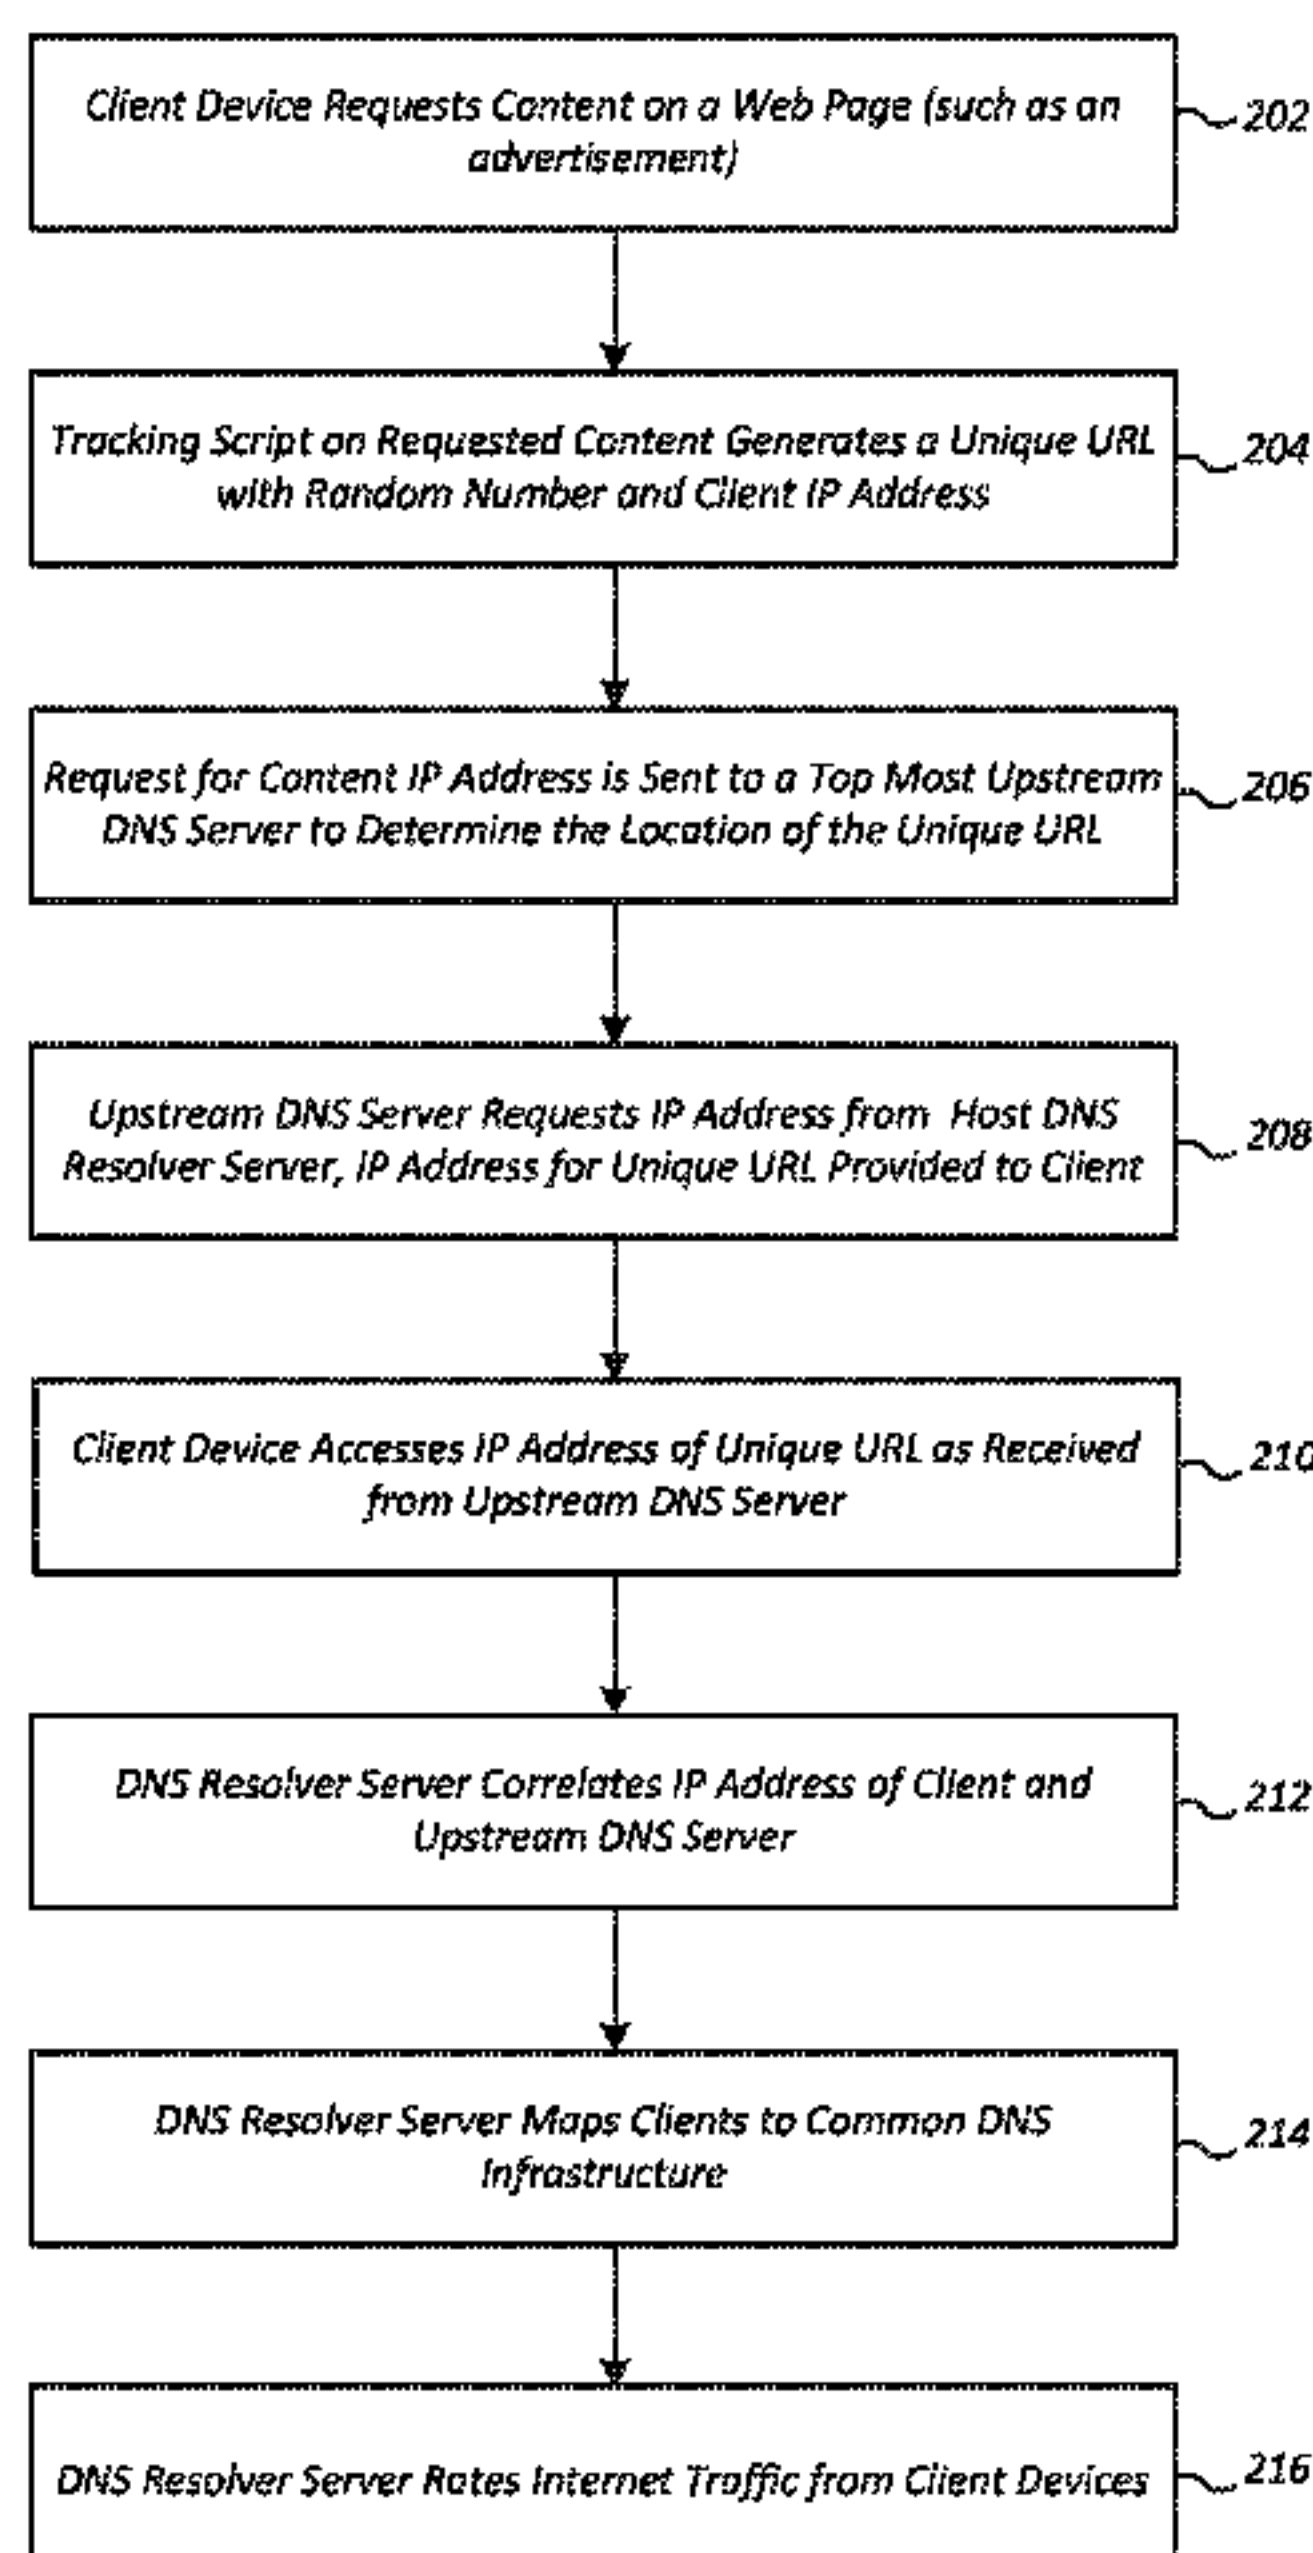 Client Device Requests Content on a Web Page (such as an
advertisement)
202
Tracking Script on Requested Content Generates a Unique URL
with Random Number and Client IP Address
204
Request for Content IP Address is Sent to a Top Most Upstream
DNS Server to Determine the Location of the Unique URL
206
Upstream DNS Server Requests IP Address from Host DNS
Resolver Server, IP Address for Unique URL Provided to Client
208
Client Device Accesses IP Address of Unique URL as Received
from Upstream DNS Server
210
DNS Resolver Server Correlates IP Address of Client and
Upstream DNS Server
212
DNS Resolver Server Maps Clients to Common DNS
Infrastructure
214
DNS Resolver Server Rates Internet Traffic from Client Devices
216